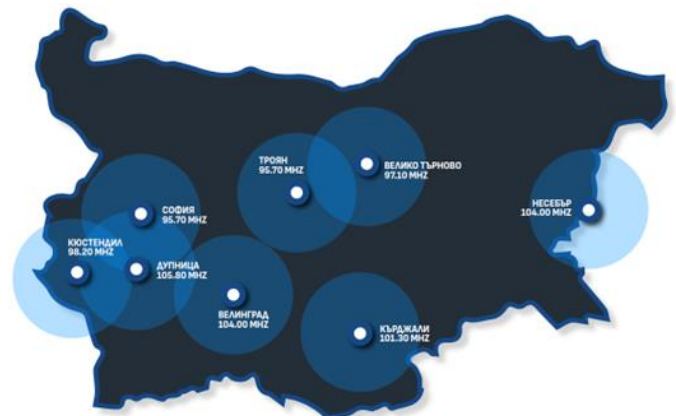 ТРОЯН
95.70 MHZ
ВЕЛИКО ТЪРНОВО
97.10 MHZ
СОФИЯ
95.70 MHZ
НЕСЕБЪР
104.00 MHZ
КЮСТЕНДИЛ
98.20 MHZ
ДУПНИЦА
105.80 MHZ
ВЕЛИНГРАД
104.00 MHZ
КЪРДЖАЛИ
101.30 MHZ